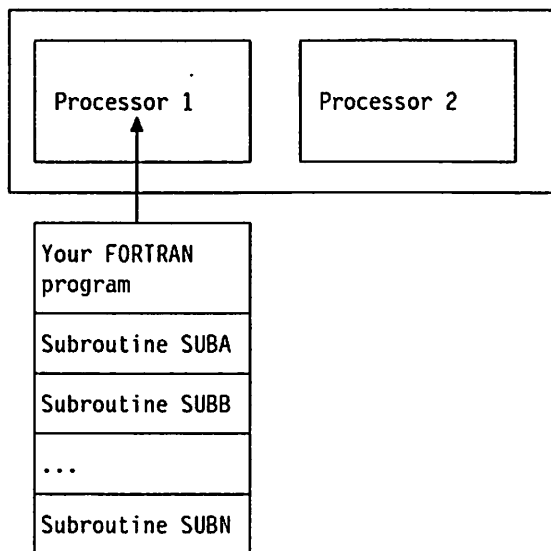 Processor 1
Processor 2
Your FORTRAN
program
Subroutine SUBA
Subroutine SUBB
...
Subroutine SUBN